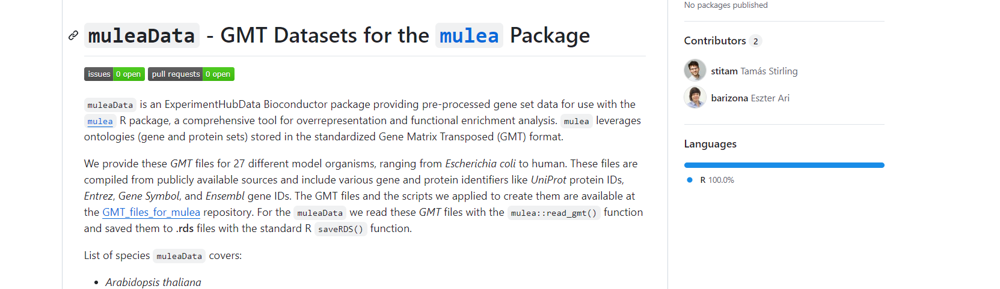 muleaData - GMT Datasets for the mulea Package
issues 0 open pull requests 0 open
muleaData is an ExperimentHubData Bioconductor package providing pre-processed gene set data for use with the
mulea R package, a comprehensive tool for overrepresentation and functional enrichment analysis. mulea leverages
ontologies (gene and protein sets) stored in the standardized Gene Matrix Transposed (GMT) format.
We provide these GMT files for 27 different model organisms, ranging from Escherichia coli to human. These files are
compiled from publicly available sources and include various gene and protein identifiers like UniProt protein IDs,
Entrez, Gene Symbol, and Ensembl gene IDs. The GMT files and the scripts we applied to create them are available at
the GMT_files_for_mulea repository. For the muleaData we read these GMT files with the mulea::read_gmt() function
and saved them to .rds files with the standard R saveRDS() function.
List of species muleaData covers:
• Arabidopsis thaliana
No packages published
Contributors 2
stitam Tamás Stirling
barizona Eszter Ari
Languages
R 100.0%